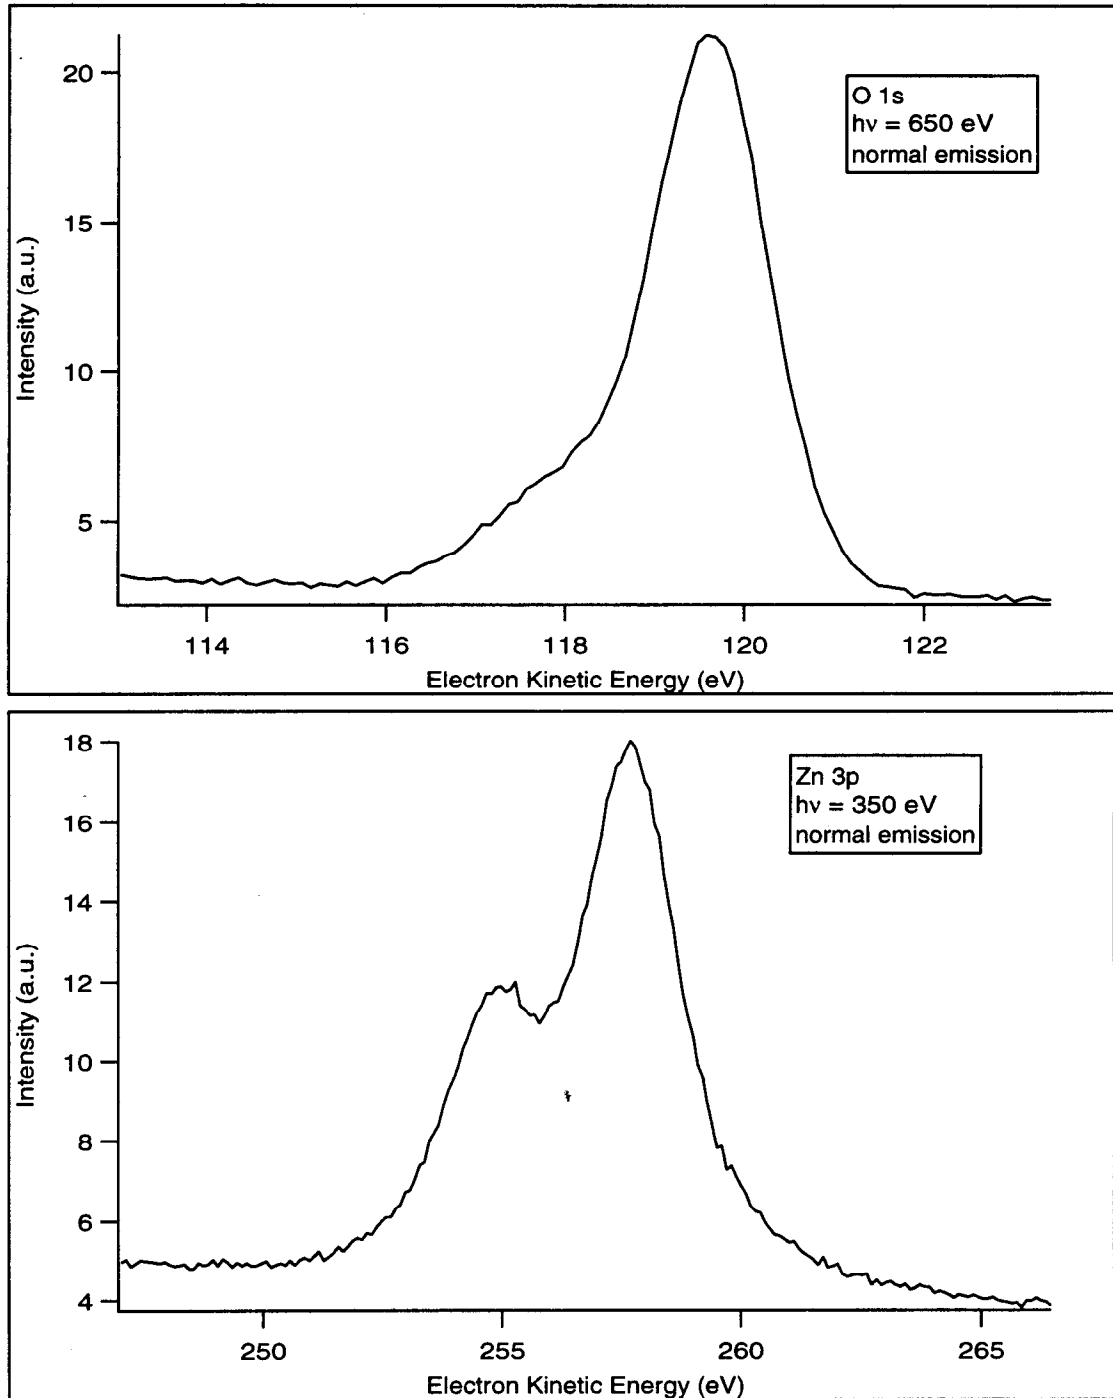 20
15
10
5
Intensity (a.u.)
O 1s
hν = 650 eV
normal emission
114 116 118 120 122
Electron Kinetic Energy (eV)
18
16
14
12
10
8
6
4
Intensity (a.u.)
Zn 3p
hν = 350 eV
normal emission
250 255 260 265
Electron Kinetic Energy (eV)